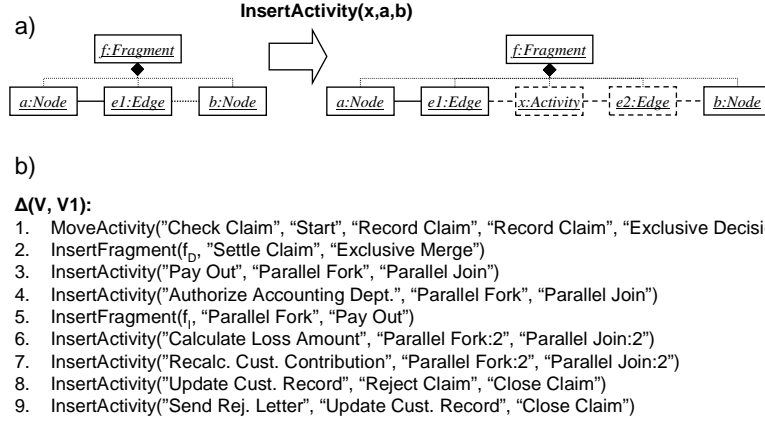 InsertActivity(x,a,b)
a)
f:Fragment
f:Fragment
a:Node e1:Edge b:Node a:Node e1:Edge x:Activity e2:Edge b:Node
b)
Δ(V, V1):
1. MoveActivity("Check Claim", “Start”, “Record Claim”, “Record Claim”, “Exclusive Decisi
2. InsertFragment(f_D, “Settle Claim”, “Exclusive Merge”)
3. InsertActivity("Pay Out”, “Parallel Fork”, “Parallel Join”)
4. InsertActivity("Authorize Accounting Dept.”, “Parallel Fork”, “Parallel Join”)
5. InsertFragment(f_I, “Parallel Fork”, “Pay Out”)
6. InsertActivity("Calculate Loss Amount”, “Parallel Fork:2”, “Parallel Join:2”)
7. InsertActivity("Recalc. Cust. Contribution”, “Parallel Fork:2”, “Parallel Join:2”)
8. InsertActivity("Update Cust. Record”, “Reject Claim”, “Close Claim”)
9. InsertActivity("Send Rej. Letter”, “Update Cust. Record”, “Close Claim”)